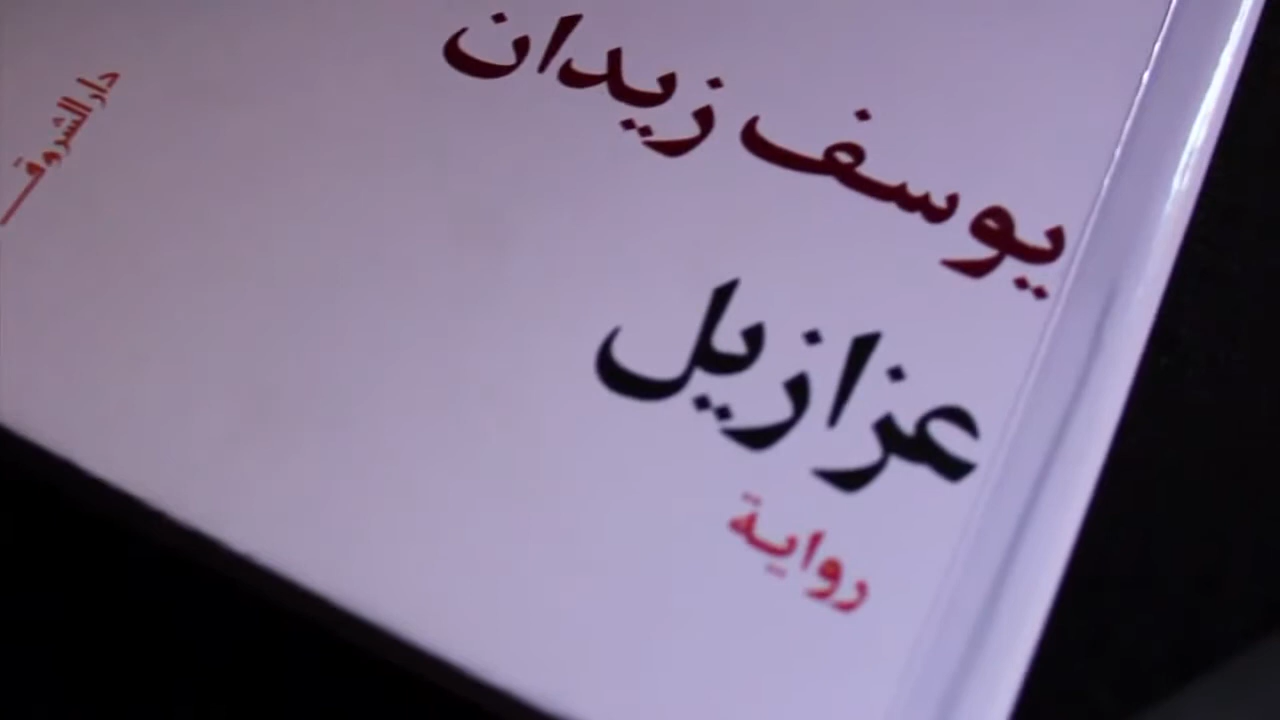 يوسف زيدان
عزازيل
رواية
دار الشروق